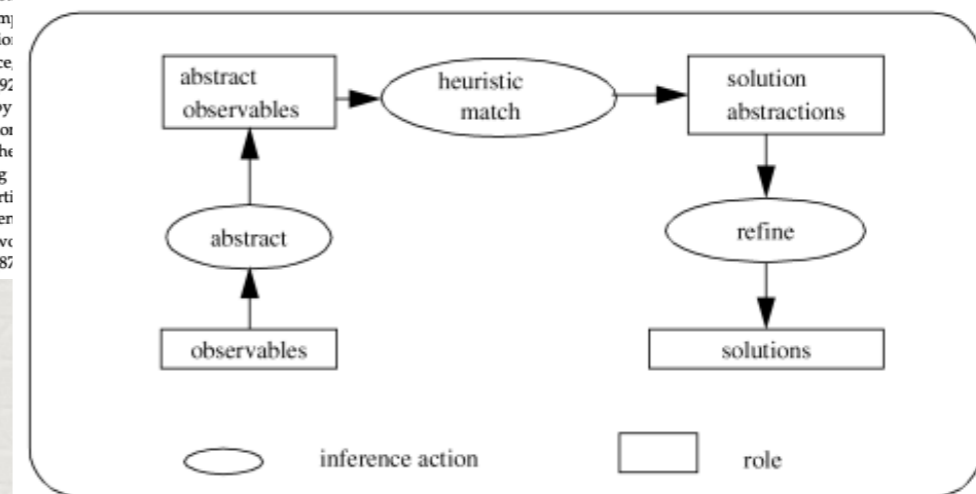 abstract
observables
heuristic
match
solution
abstractions
abstract
refine
observables
solutions
inference action
role